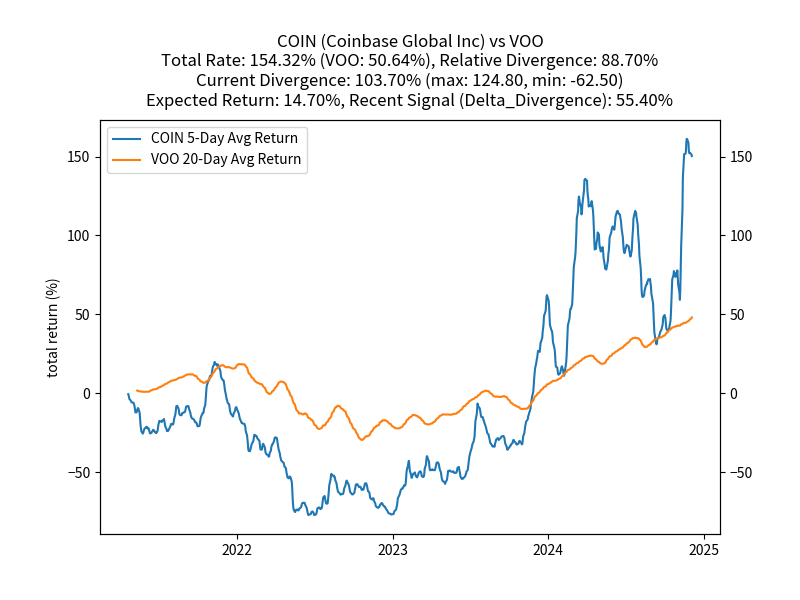 COIN (Coinbase Global Inc) vs VOO
Total Rate: 154.32% (VOO: 50.64%), Relative Divergence: 88.70%
Current Divergence: 103.70% (max: 124.80, min: -62.50)
Expected Return: 14.70%, Recent Signal (Delta_Divergence): 55.40%
COIN 5-Day Avg Return
VOO 20-Day Avg Return
total return (%)
150
100
50
0
−50
150
100
50
0
−50
2022
2023
2024
2025